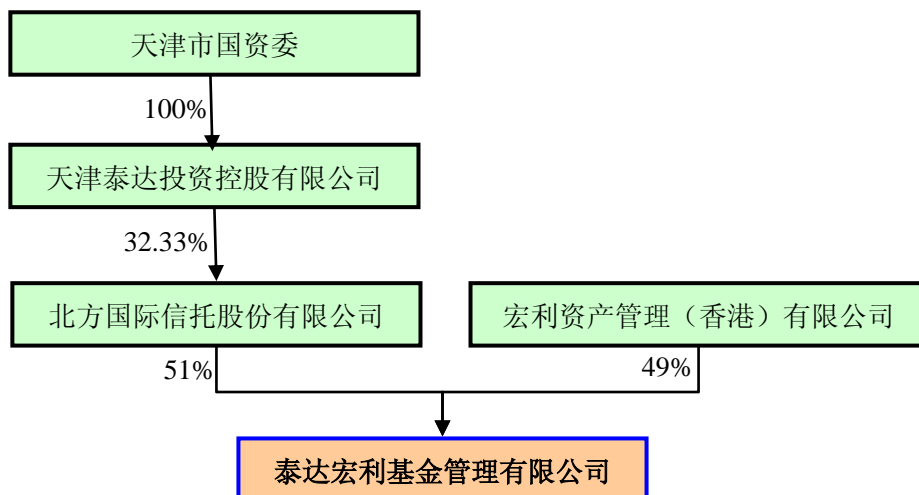 天津市国资委
100%
天津泰达投资控股有限公司
32.33%
北方国际信托股份有限公司
宏利资产管理（香港）有限公司
51%
49%
泰达宏利基金管理有限公司